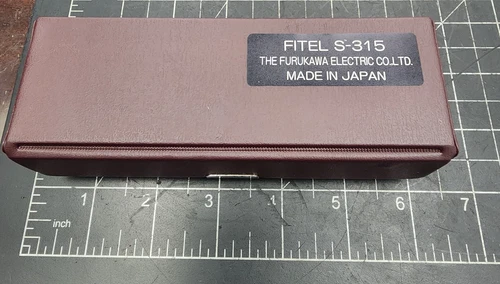 FITEL S-315
THE FURUKAWA ELECTRIC CO.,LTD.
MADE IN JAPAN
1 2 3 4 5 6 7
inch